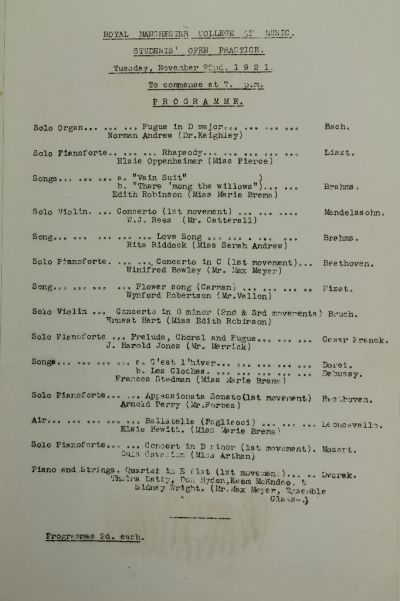 ROYAL MANCHESTER COLLEGE OF MUSIC.
STUDENTS' OPEN PRACTICE.
Tuesday, November 22nd, 1921.
To commence at 7. p.m.
PROGRAMME.
Solo Organ... ... ... Fugue in D major... ... ... ... Bach.
Norman Andrew (Dr.Keighley)
Solo Pianoforte.. ... ... Rhapsody... ... ... ... ... Liszt.
Elsie Oppenheimer (Miss Pierce)
Songs... ... ... a. "Vain Suit" )
b. "There 'mong the willows")... ... Brahms.
Edith Robinson (Miss Marie Brema)
Solo Violin. ... Concerto (1st movement) ... ... .... Mendelssohn.
W.J. Rees (Mr. Catterall)
Song... ... ... ... Love Song ... ... ... ... ... Brahms.
Rita Riddock (Miss Sarah Andrew)
Solo Pianoforte. ... ... Concerto in C (1st movement)... Beethoven.
Winifred Bowley (Mr. Max Meyer)
Song... ... ... ... Flower song (Carmen) ... ... ... .. Bizet.
Wynford Robertson (Mr.Wallon)
Solo Violin ... Concerto in G minor (2nd & 3rd movements) Bruch.
Ernest Hart (Miss Edith Robinson)
Solo Pianoforte ... Prelude, Choral and Fugue... ... ... Cesar Franck.
J. Harold Jones (Mr. Merrick)
Songs... ... ... ... a. C'est l'hiver... ... ... ... ... Doret.
b. Les Cloches. ... ... ... ... ... Debussy.
Frances Stedman (Miss Marie Brema)
Solo Pianoforte. ... ... Appassionata Sonata(1st movement) Beethoven.
Arnold Perry (Mr.Forbes)
Air... ... ... ... Ballatella (Pagliacci) ... ... ... Leoncavallo.
Elsie Hewitt. (Miss Marie Brema)
Solo Pianoforte... ... Concert in D minor (1st movement). Mozart.
(Miss Arthan)
Piano and Strings. Quartet in E flat (1st movement)... .. Dvorak.
Thelma Tatty, Don Hyden, Keem McEndoo, &
Sidney Wright. (Mr.Max Meyer, Ensemble
Class.)
Programmes 2d. each.